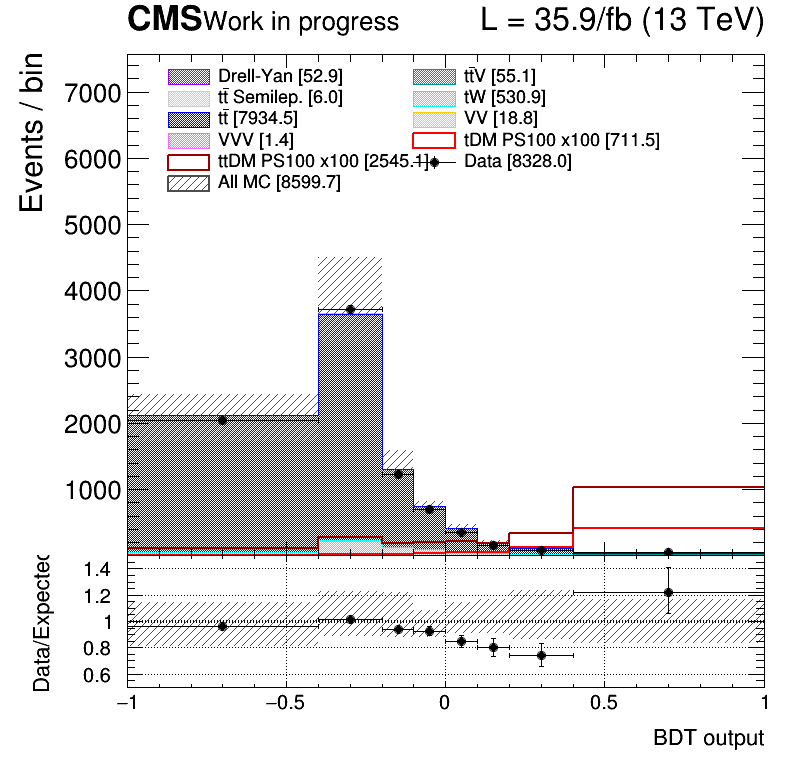 CMS Work in progress L = 35.9/fb (13 TeV)
Events / bin
Drell-Yan [52.9] tt̄V [55.1]
tt̄ Semilep. [6.0] tW [530.9]
tt̄ [7934.5] VV [18.8]
VVV [1.4] tDM PS100 x100 [711.5]
ttDM PS100 x100 [2545.1] Data [8328.0]
All MC [8599.7]
7000
6000
5000
4000
3000
2000
1000
Data/Expected
1.4
1.2
1
0.8
0.6
−1 −0.5 0 0.5 1
BDT output